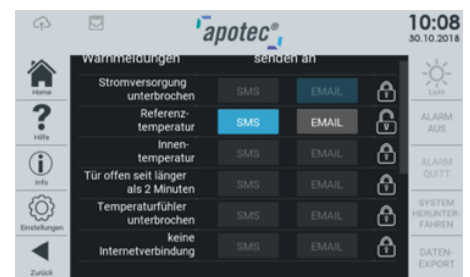 apotec®
10:08
30.10.2018
Warnmeldungen senden an
Home
Hilfe
Info
Einstellungen
Zurück
Stromversorgung
unterbrochen
SMS EMAIL
Referenz-
temperatur
SMS EMAIL
Innen-
temperatur
SMS EMAIL
Tür offen seit länger
als 2 Minuten
SMS EMAIL
Temperaturfühler
unterbrochen
SMS EMAIL
keine
Internetverbindung
SMS EMAIL
Licht
ALARM
AUS
ALARM
QUITT.
SYSTEM
HERUNTER-
FAHREN
DATEN-
EXPORT